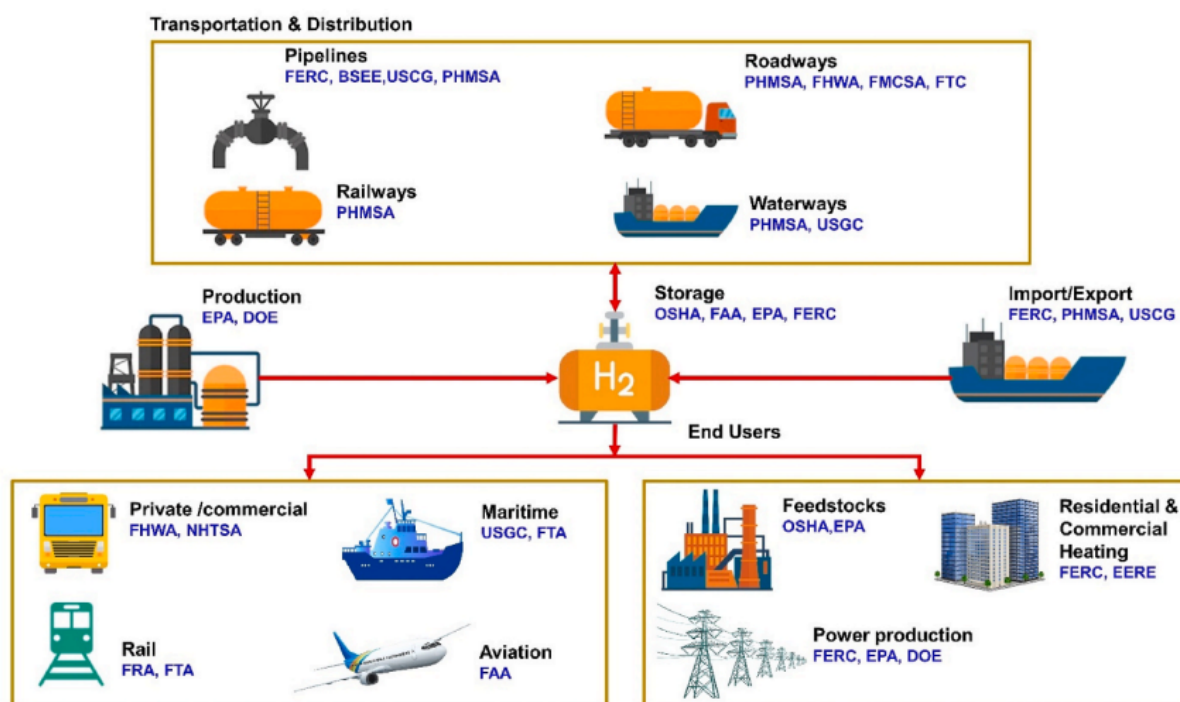 Transportation & Distribution
Pipelines
FERC, BSEE,USCG, PHMSA
Roadways
PHMSA, FHWA, FMCSA, FTC
Railways
PHMSA
Waterways
PHMSA, USGC
Production
EPA, DOE
Storage
OSHA, FAA, EPA, FERC
Import/Export
FERC, PHMSA, USCG
H2
End Users
Private /commercial
FHWA, NHTSA
Maritime
USGC, FTA
Feedstocks
OSHA,EPA
Residential &
Commercial
Heating
FERC, EERE
Rail
FRA, FTA
Aviation
FAA
Power production
FERC, EPA, DOE